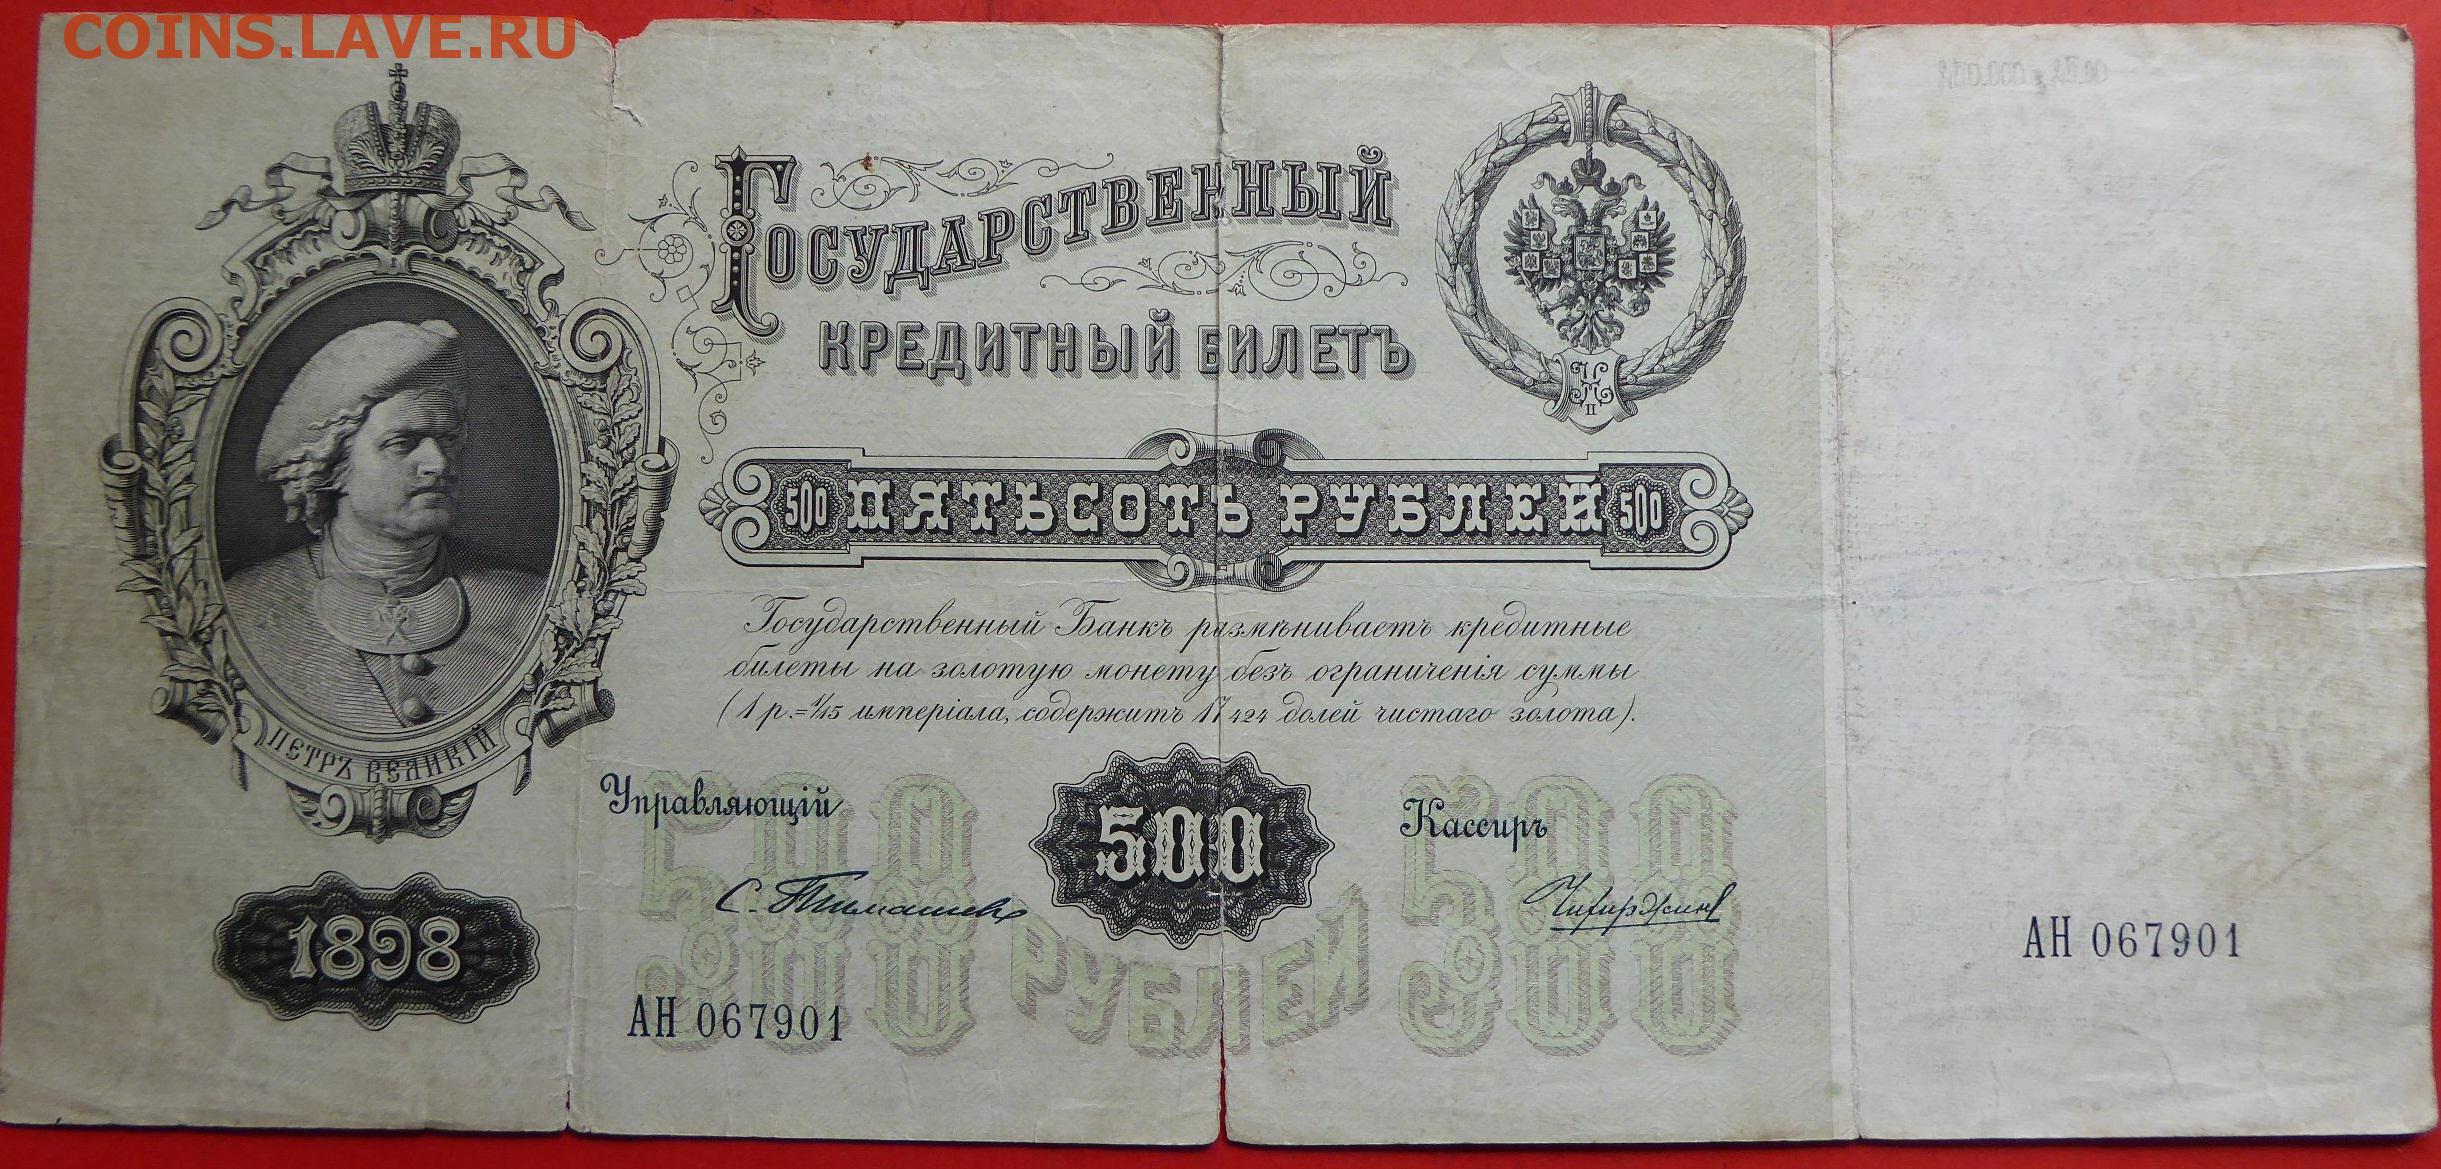 COINS.LAVE.RU
Государственный
кредитный билетъ
500 ПЯТЬСОТЪ РУБЛЕЙ 500
Государственный Банкъ размѣниваетъ кредитные
билеты на золотую монету безъ ограниченія суммы
(1 р.=1/15 имперіала, содержитъ 17,424 долей чистаго золота).
ПЕТРЪ ВЕЛИКІЙ
Управляющій
500
Кассиръ
С. Тимашевъ
500 РУБЛЕЙ 500
500
1898
АН 067901
АН 067901